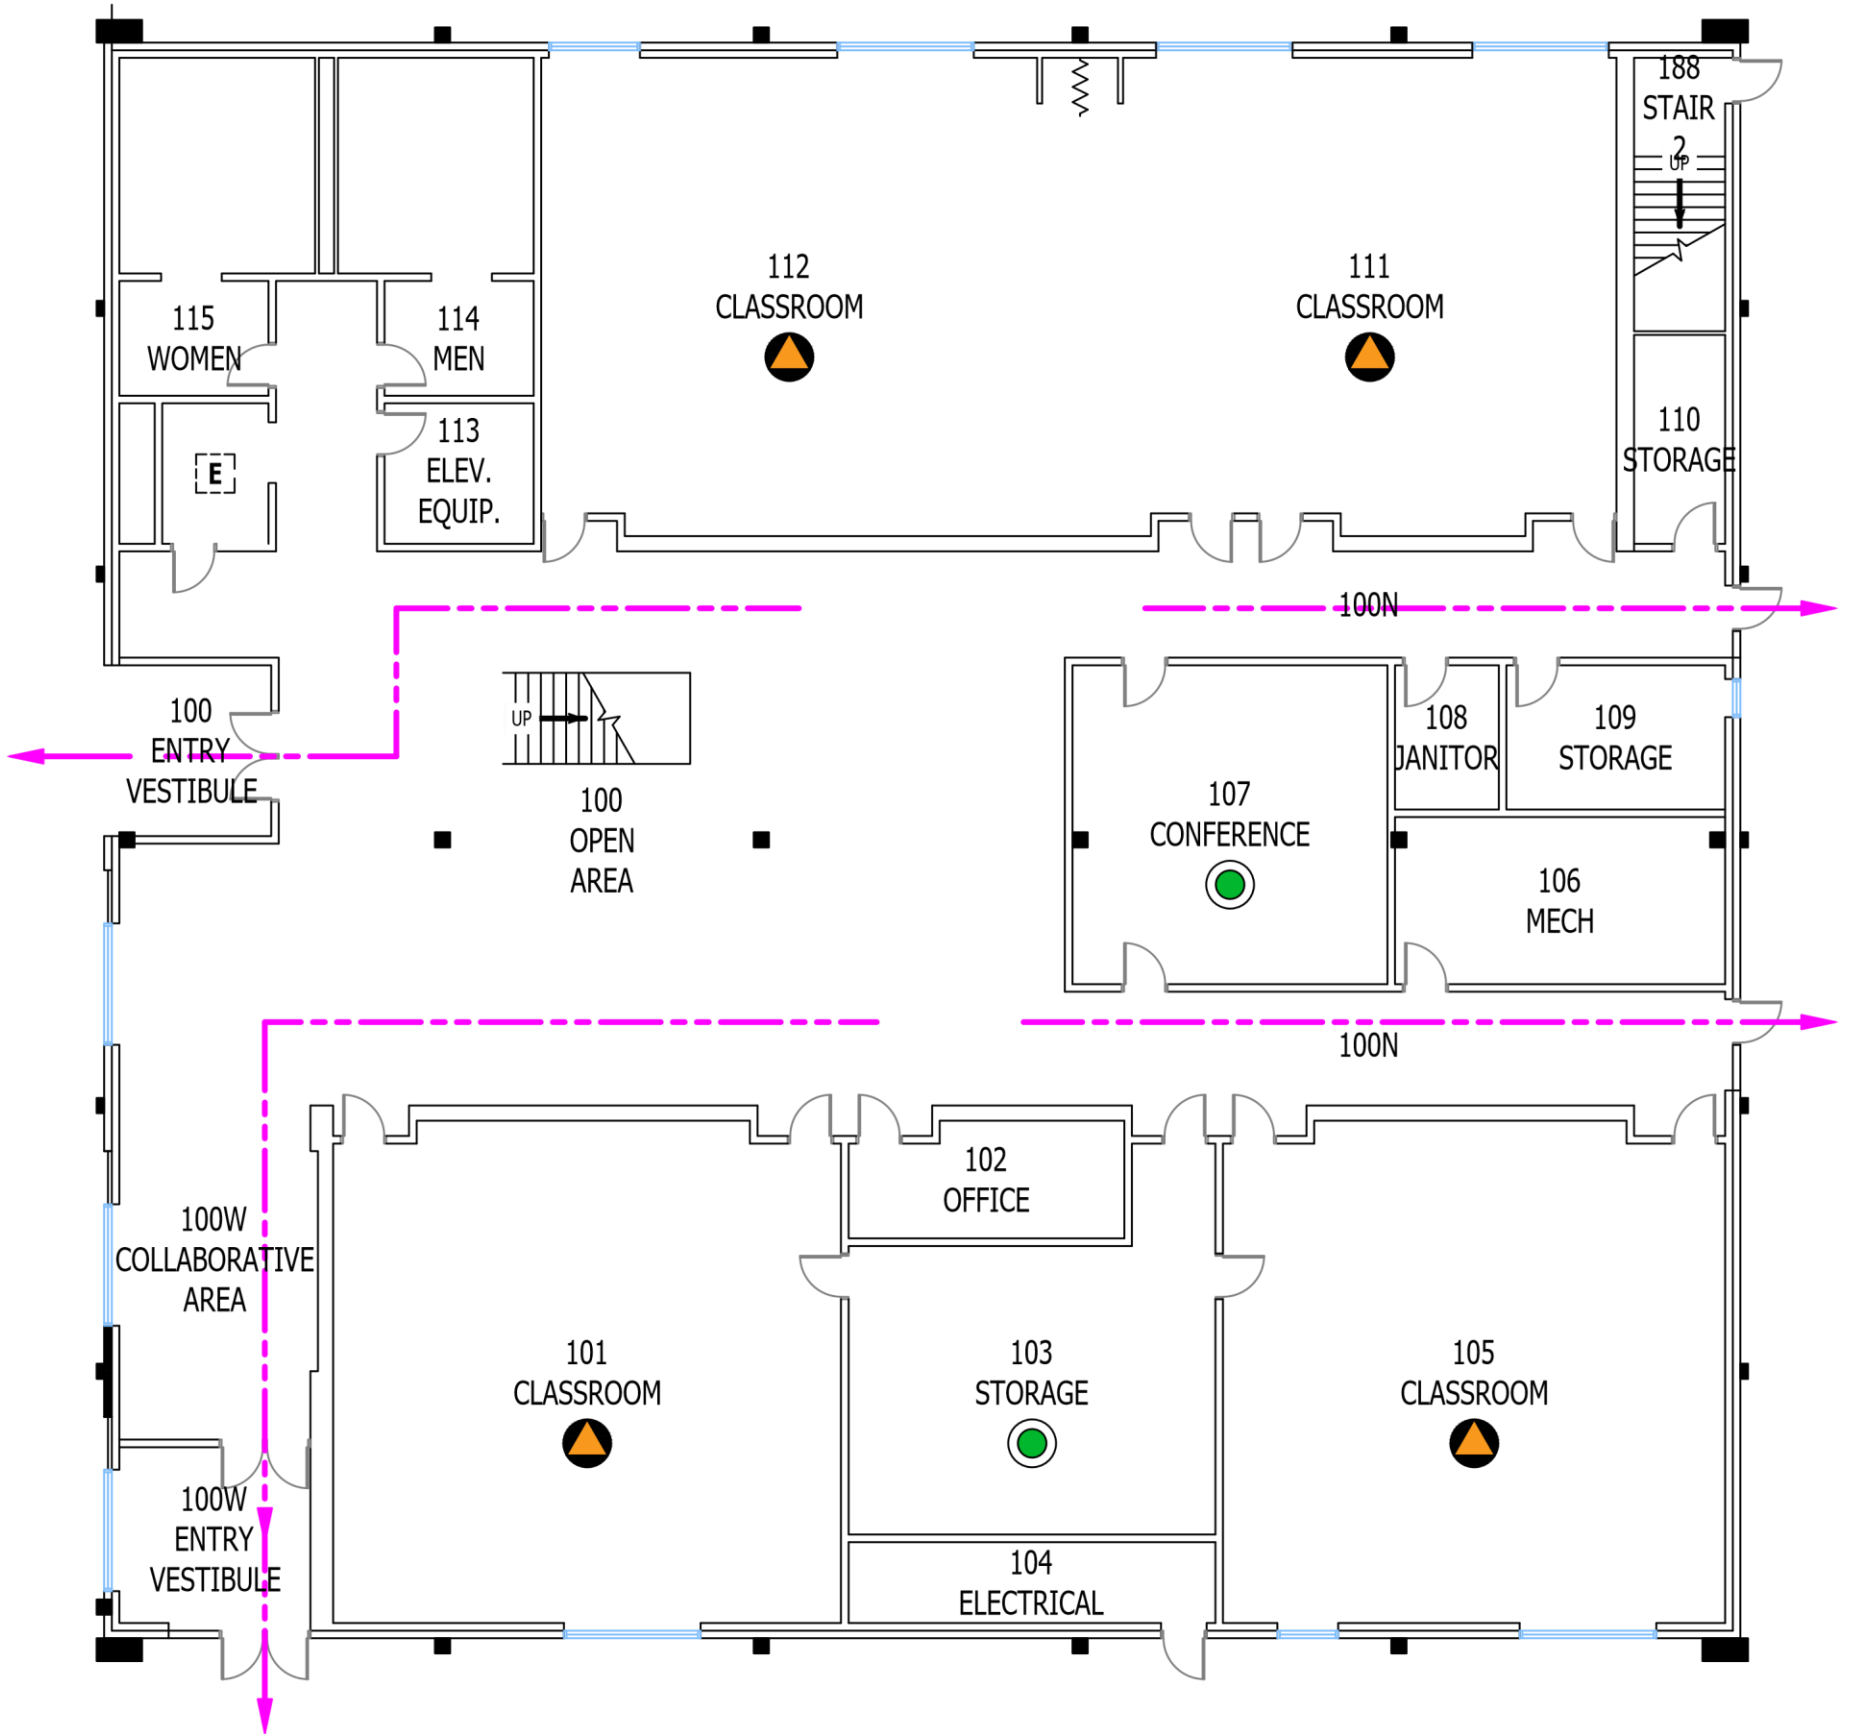 188
STAIR
2
UP
112
CLASSROOM
111
CLASSROOM
115
WOMEN
114
MEN
113
ELEV.
EQUIP.
E
110
STORAGE
100N
100
ENTRY
VESTIBULE
UP
100
OPEN
AREA
107
CONFERENCE
108
JANITOR
109
STORAGE
106
MECH
100N
102
OFFICE
100W
COLLABORATIVE
AREA
101
CLASSROOM
103
STORAGE
105
CLASSROOM
100W
ENTRY
VESTIBULE
104
ELECTRICAL